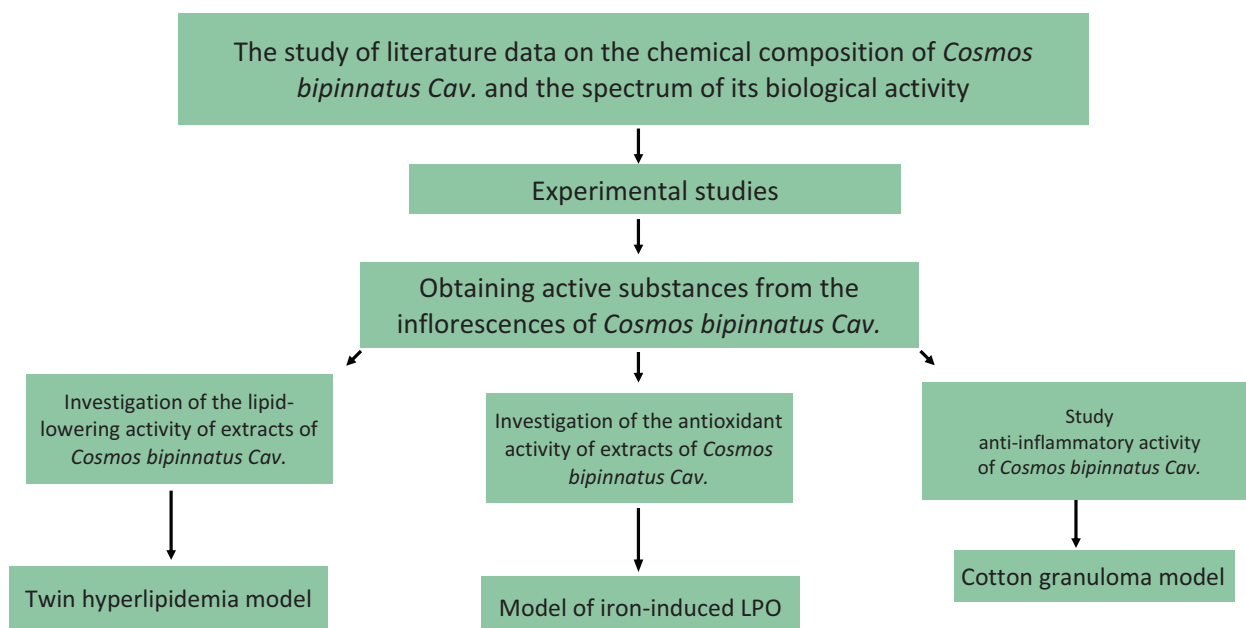 The study of literature data on the chemical composition of Cosmos
bipinnatus Cav. and the spectrum of its biological activity
Experimental studies
Obtaining active substances from the
inflorescences of Cosmos bipinnatus Cav.
Investigation of the lipid-
lowering activity of extracts of
Cosmos bipinnatus Cav.
Investigation of the antioxidant
activity of extracts of Cosmos
bipinnatus Cav.
Study
anti-inflammatory activity
of Cosmos bipinnatus Cav.
Twin hyperlipidemia model
Model of iron-induced LPO
Cotton granuloma model